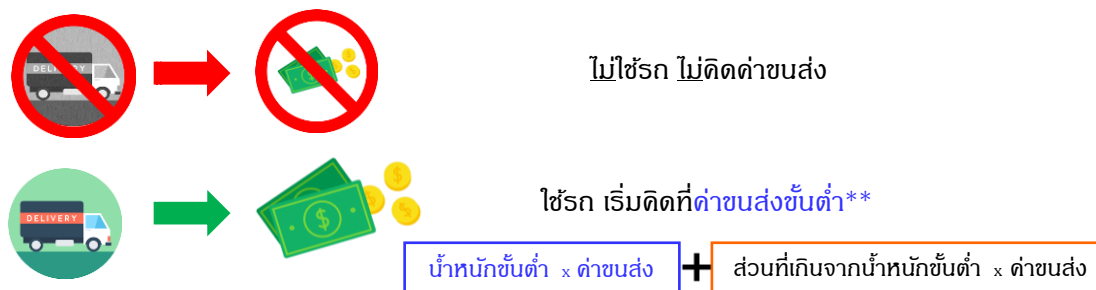 DELIVERY
ไม่ใช้รถ ไม่คิดค่าขนส่ง
DELIVERY
ใช้รถ เริ่มคิดที่ค่าขนส่งขั้นต่ำ**
น้ำหนักขั้นต่ำ x ค่าขนส่ง + ส่วนที่เกินจากน้ำหนักขั้นต่ำ x ค่าขนส่ง